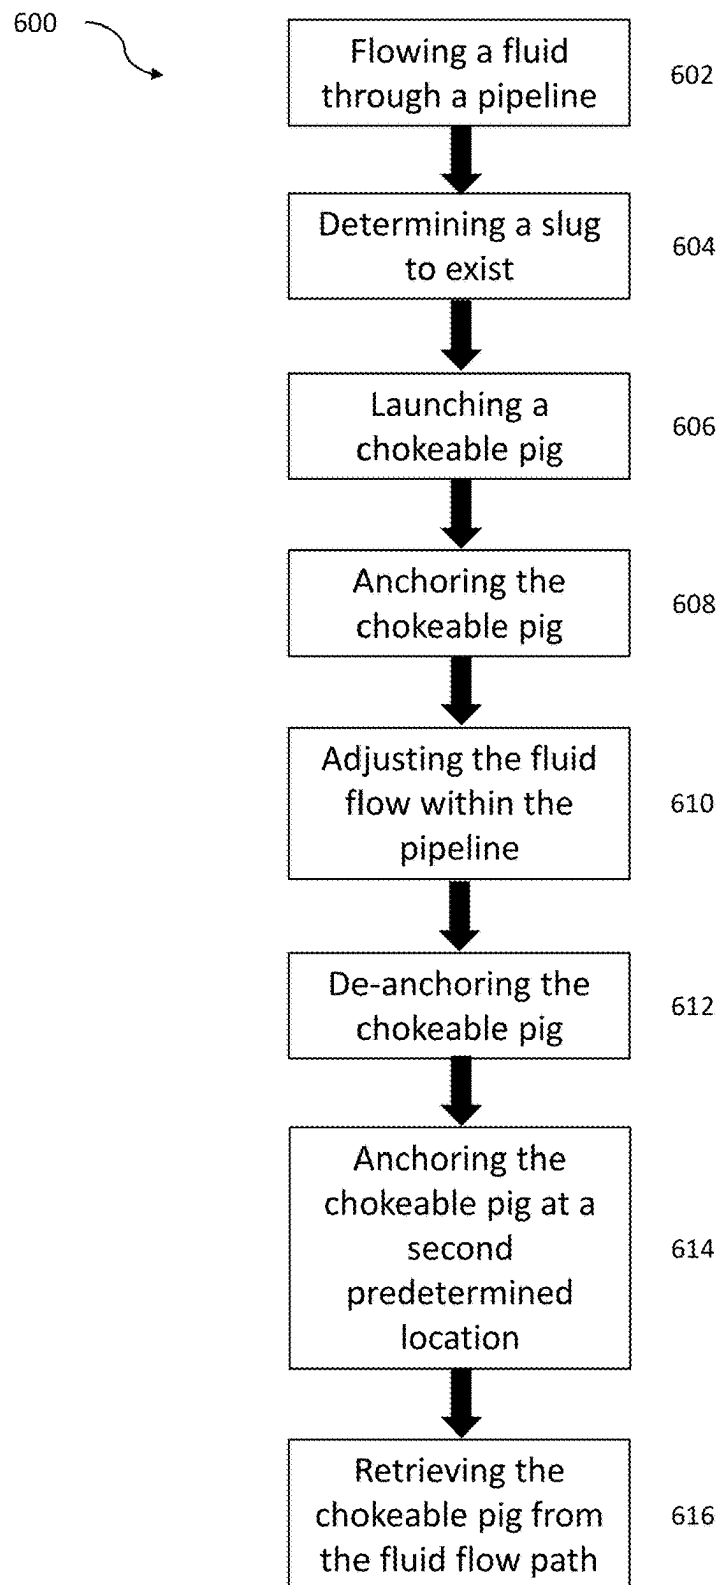 600
Flowing a fluid
through a pipeline
602
Determining a slug
to exist
604
Launching a
chokeable pig
606
Anchoring the
chokeable pig
608
Adjusting the fluid
flow within the
pipeline
610
De-anchoring the
chokeable pig
612
Anchoring the
chokeable pig at a
second
predetermined
location
614
Retrieving the
chokeable pig from
the fluid flow path
616